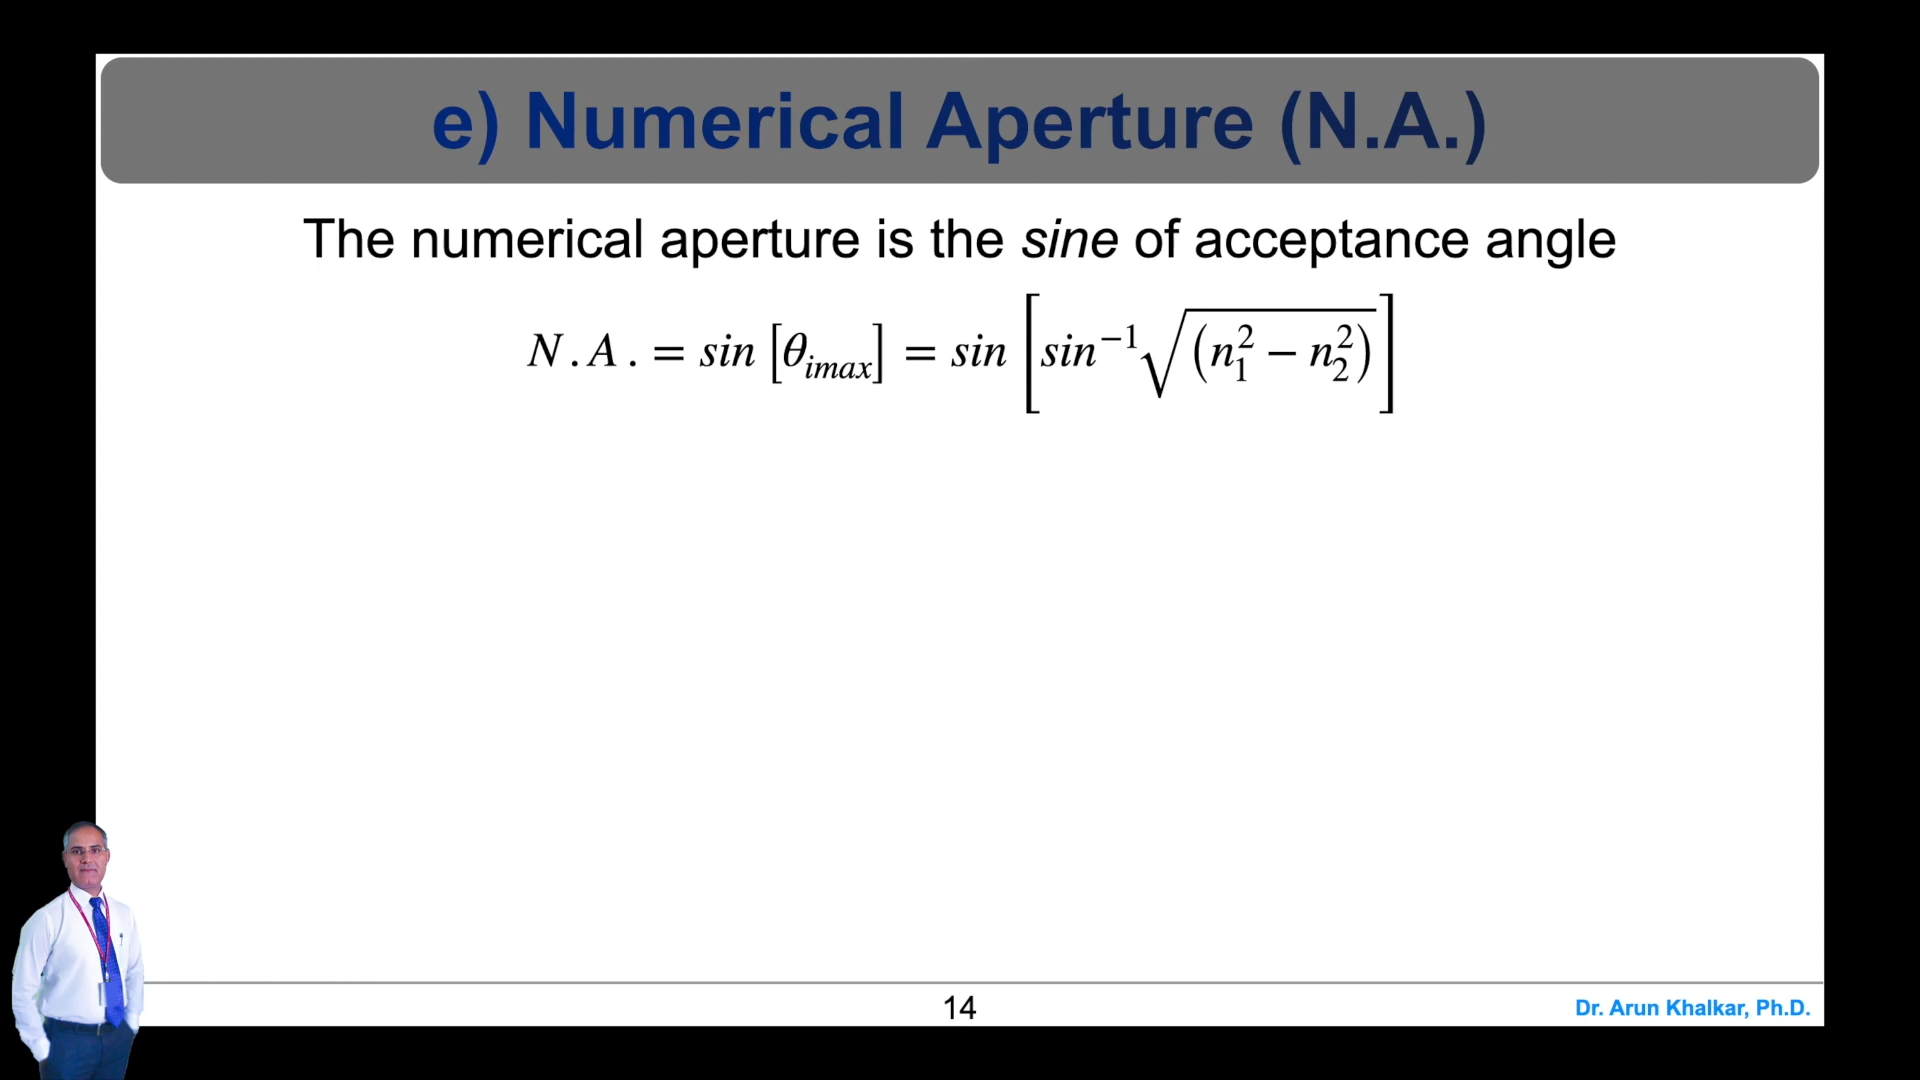 e) Numerical Aperture (N.A.)
The numerical aperture is the sine of acceptance angle
N.A. = sin [θ_imax] = sin [sin⁻¹√(n₁² − n₂²)]
14
Dr. Arun Khalkar, Ph.D.